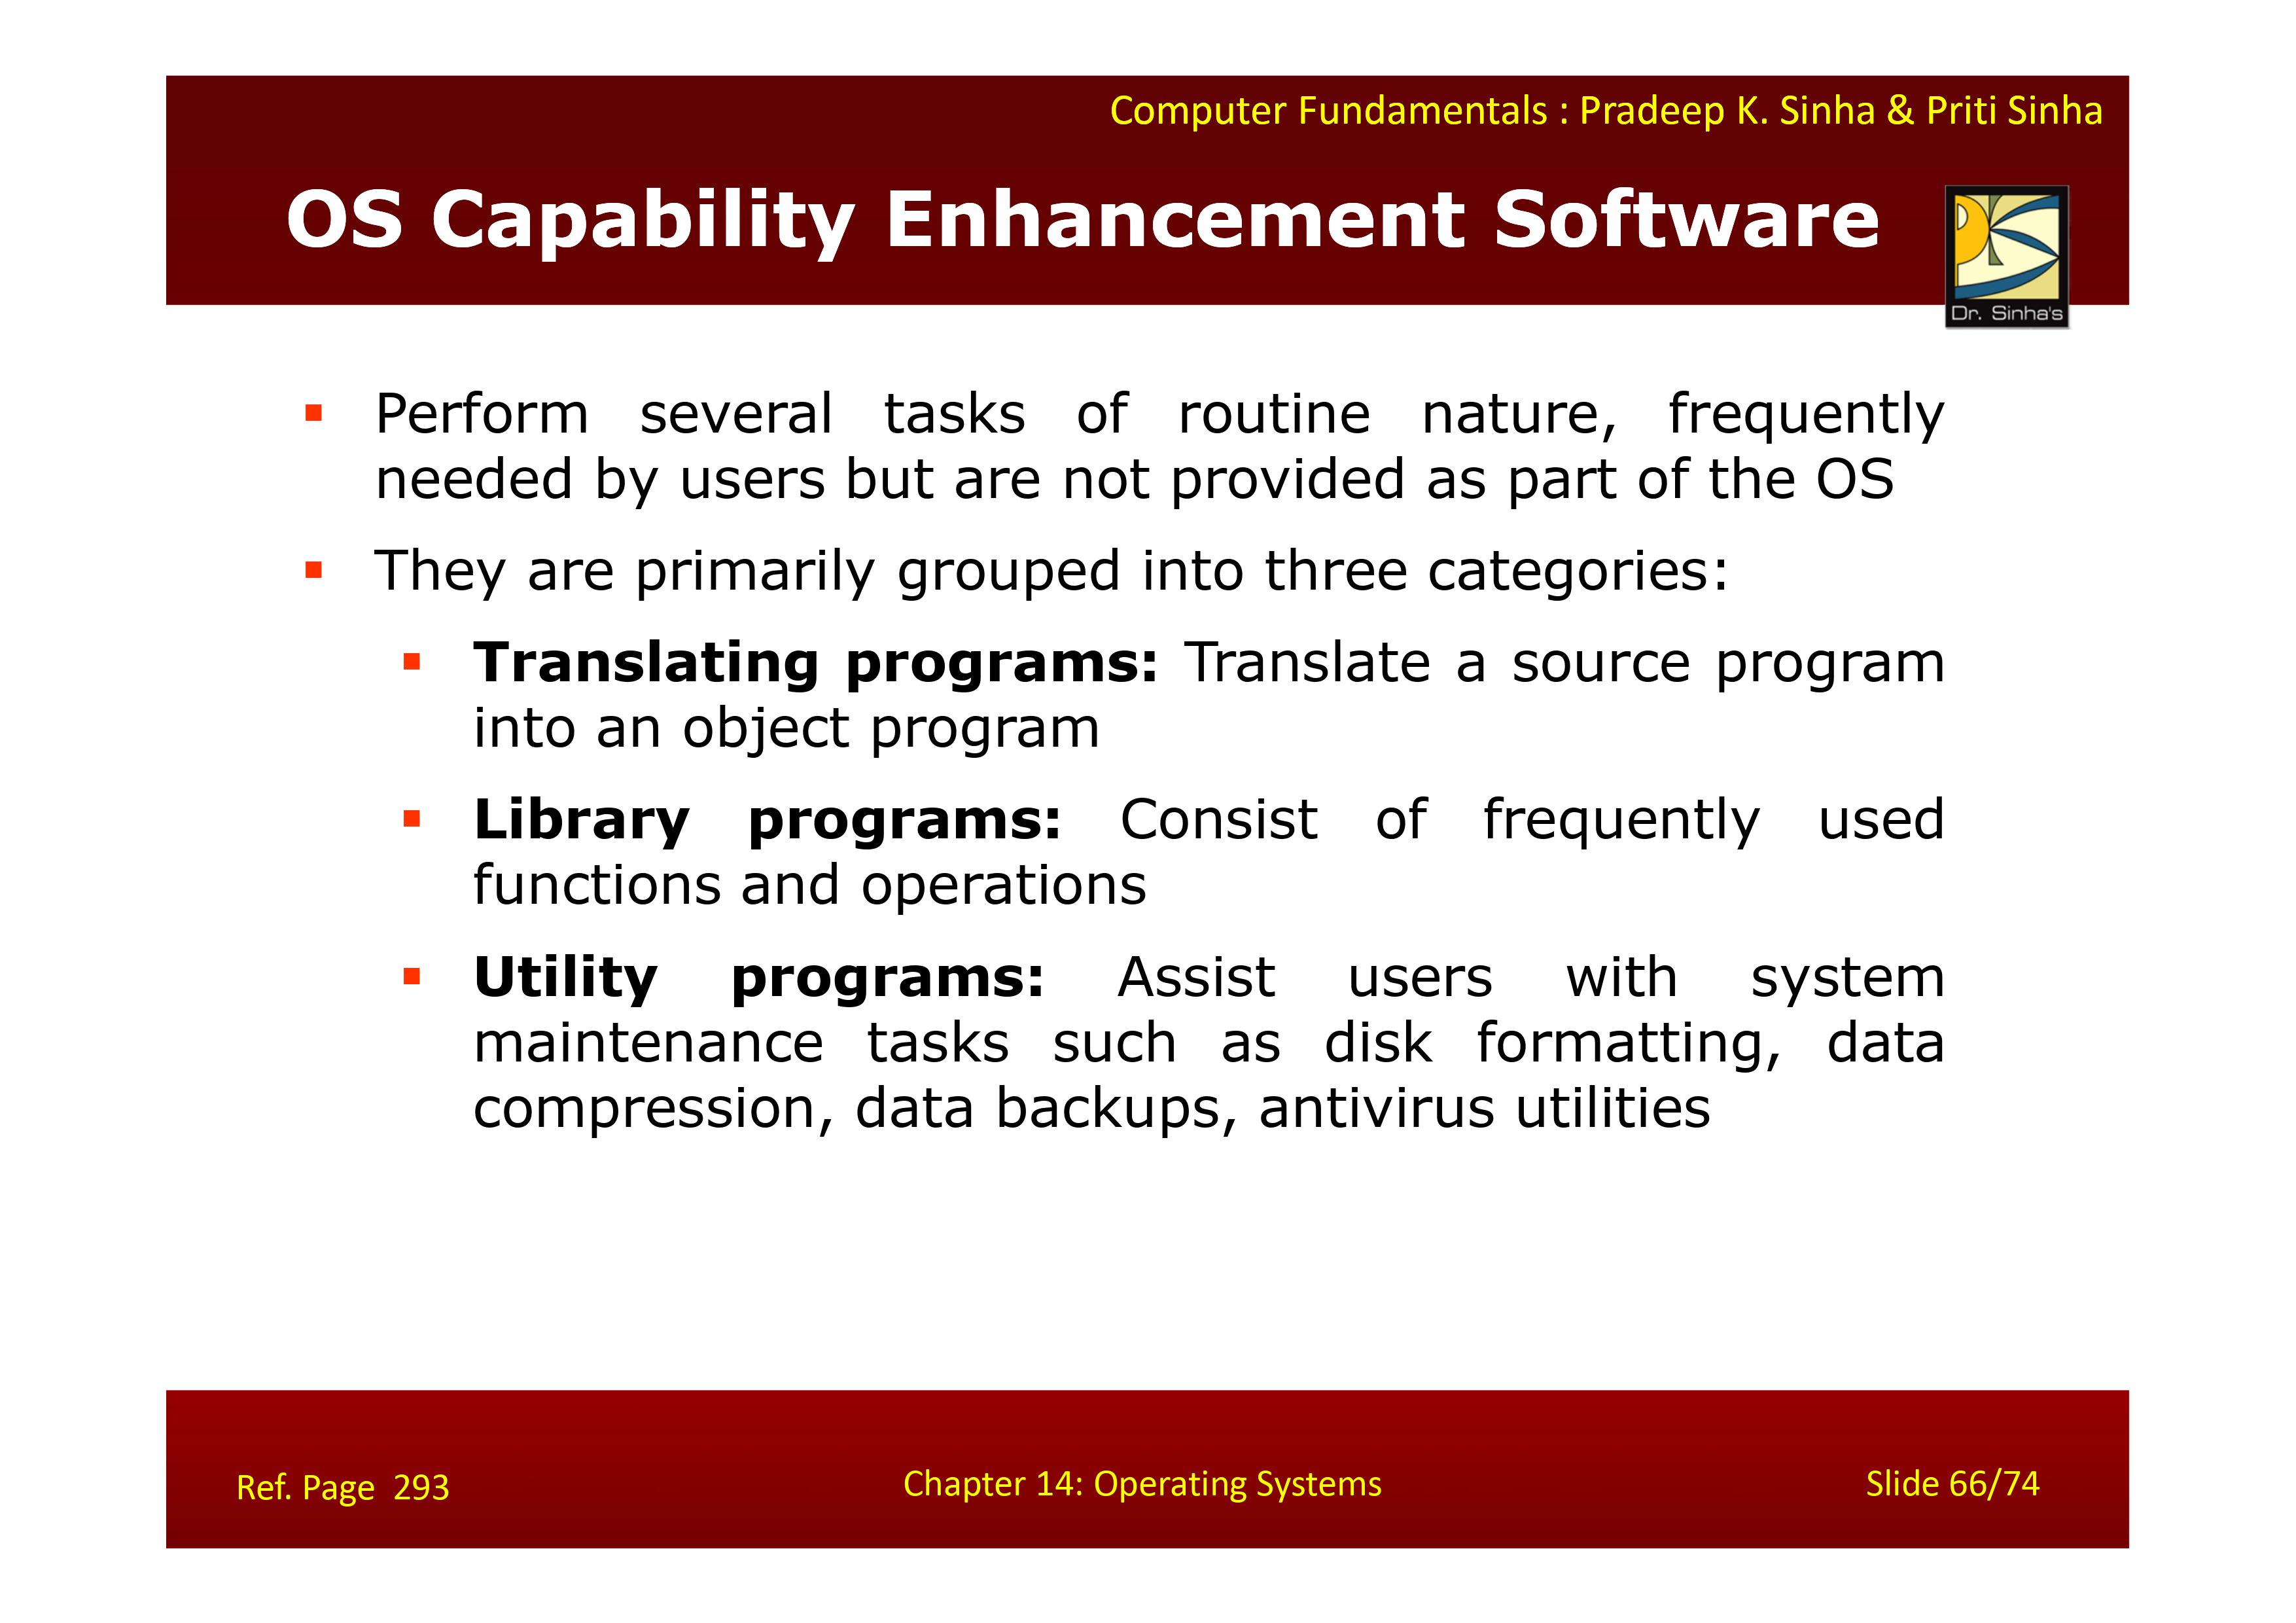 Computer Fundamentals : Pradeep K. Sinha & Priti Sinha
OS Capability Enhancement Software
Dr. Sinha's
▪ Perform several tasks of routine nature, frequently
needed by users but are not provided as part of the OS
▪ They are primarily grouped into three categories:
▪ Translating programs: Translate a source program
into an object program
▪ Library programs: Consist of frequently used
functions and operations
▪ Utility programs: Assist users with system
maintenance tasks such as disk formatting, data
compression, data backups, antivirus utilities
Ref. Page 293
Chapter 14: Operating Systems
Slide 66/74